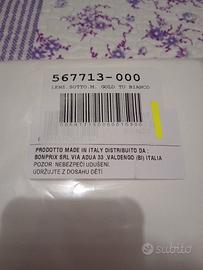 567713-000
LENZ.SOTTO.M. GOLD TU BIANCO
PRODOTTO MADE IN ITALY DISTRIBUITO DA :
BONPRIX SRL VIA ADUA 33 ,VALDENGO (BI) ITALIA
POZOR: NEBEZPEČÍ UDUŠENÍ.
UDRŽUJTE Z DOSAHU DĚTÍ
subito